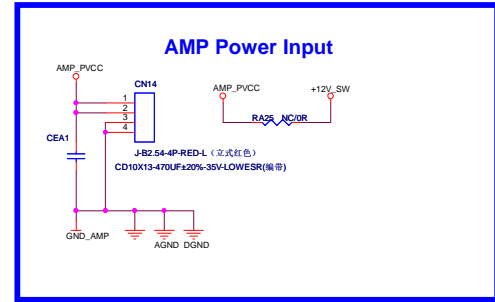 AMP Power Input
AMP_PVCC
CN14
1
2
3
4
AMP_PVCC
+12V_SW
RA25 NC/0R
CEA1
J-B2.54-4P-RED-L（立式红色）
CD10X13-470UF±20%-35V-LOWESR(编带)
GND_AMP
AGND
DGND